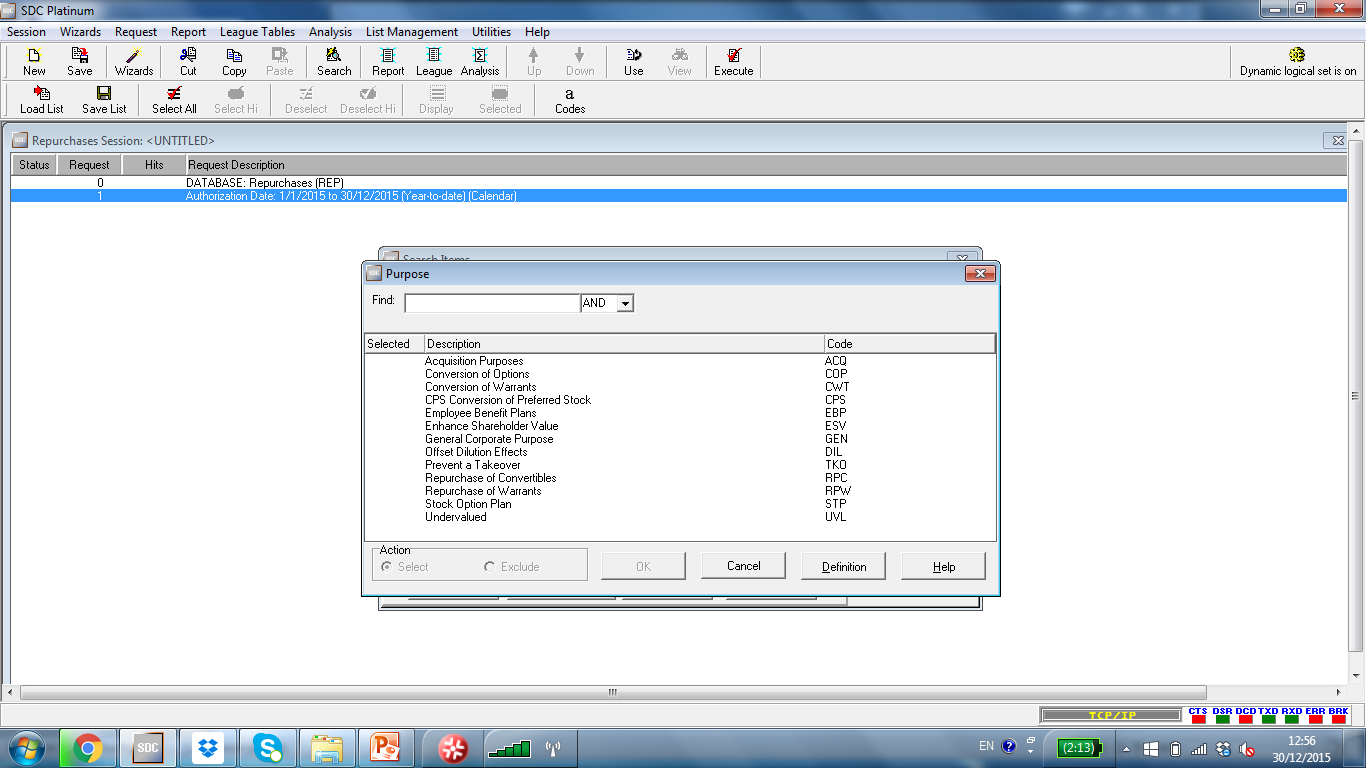 SDC Platinum
Session Wizards Request Report League Tables Analysis List Management Utilities Help
New Save Wizards Cut Copy Paste Search Report League Analysis Up Down Use View Execute Dynamic logical set is on
Load List Save List Select All Select Hi Deselect Deselect Hi Display Selected Codes
Repurchases Session: <UNTITLED>
Status Request Hits Request Description
0 DATABASE: Repurchases (REP)
1 Authorization Date: 1/1/2015 to 30/12/2015 (Year-to-date) (Calendar)
Search Items
Purpose
Find: AND
Selected Description Code
Acquisition Purposes ACQ
Conversion of Options COP
Conversion of Warrants CWT
CPS Conversion of Preferred Stock CPS
Employee Benefit Plans EBP
Enhance Shareholder Value ESV
General Corporate Purpose GEN
Offset Dilution Effects DIL
Prevent a Takeover TKO
Repurchase of Convertibles RPC
Repurchase of Warrants RPW
Stock Option Plan STP
Undervalued UVL
Action
Select Exclude OK Cancel Definition Help
TCP/IP CTS DSR DCD TXD RXD ERR BRK
SDC EN (2:13) 12:56
30/12/2015